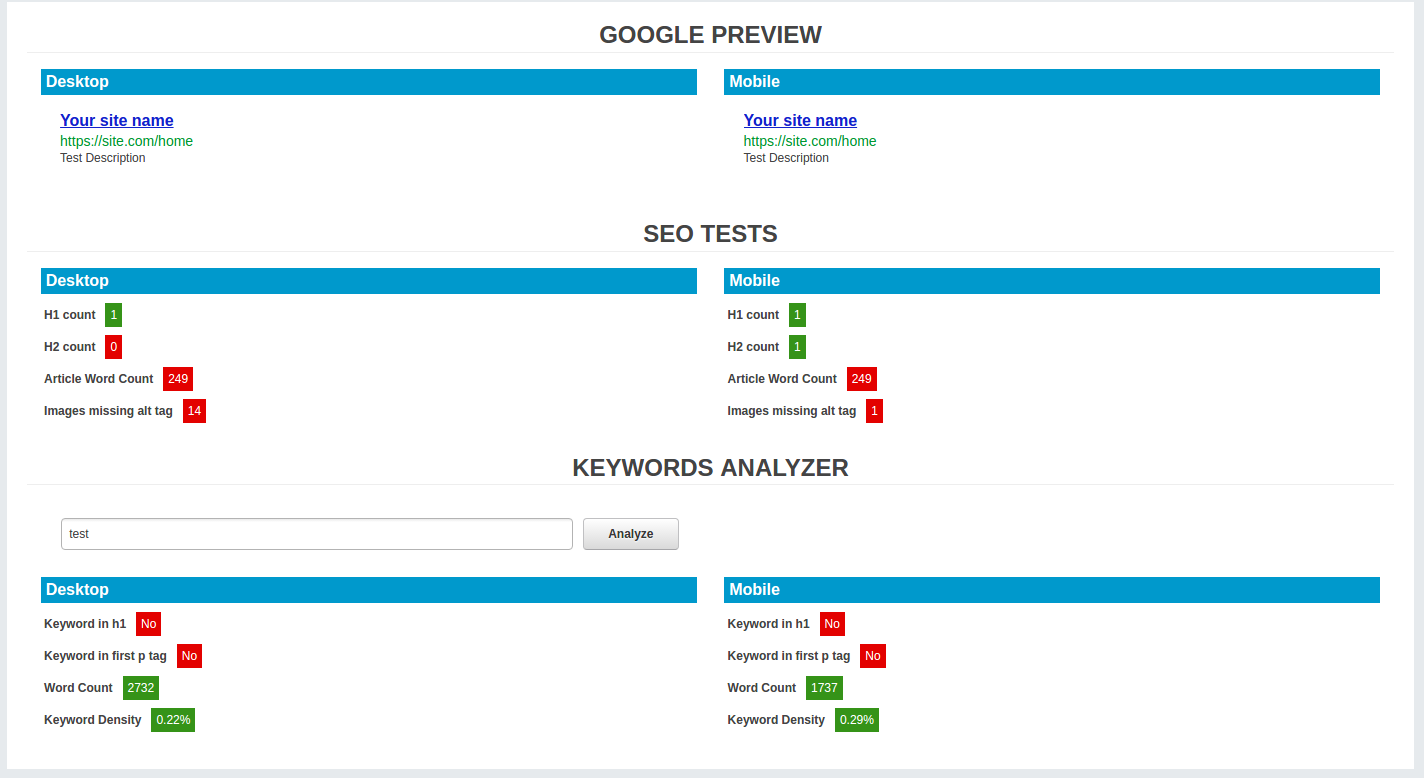 GOOGLE PREVIEW
Desktop
Your site name
https://site.com/home
Test Description
Mobile
Your site name
https://site.com/home
Test Description
SEO TESTS
Desktop
H1 count 1
H2 count 0
Article Word Count 249
Images missing alt tag 14
Mobile
H1 count 1
H2 count 1
Article Word Count 249
Images missing alt tag 1
KEYWORDS ANALYZER
test Analyze
Desktop
Keyword in h1 No
Keyword in first p tag No
Word Count 2732
Keyword Density 0.22%
Mobile
Keyword in h1 No
Keyword in first p tag No
Word Count 1737
Keyword Density 0.29%